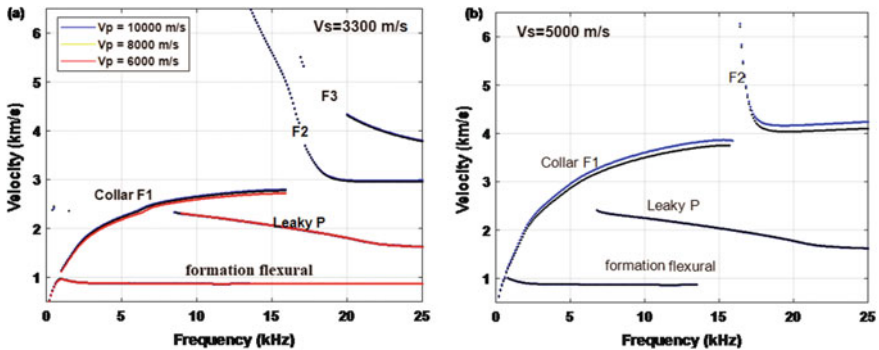 (a)
Vp = 10000 m/s
Vp = 8000 m/s
Vp = 6000 m/s
Vs=3300 m/s
F3
F2
Collar F1
Leaky P
formation flexural
Velocity (km/s)
6
5
4
3
2
1
0 5 10 15 20 25
Frequency (kHz)
(b)
Vs=5000 m/s
F2
Collar F1
Leaky P
formation flexural
Velocity (km/s)
6
5
4
3
2
1
0 5 10 15 20 25
Frequency (kHz)